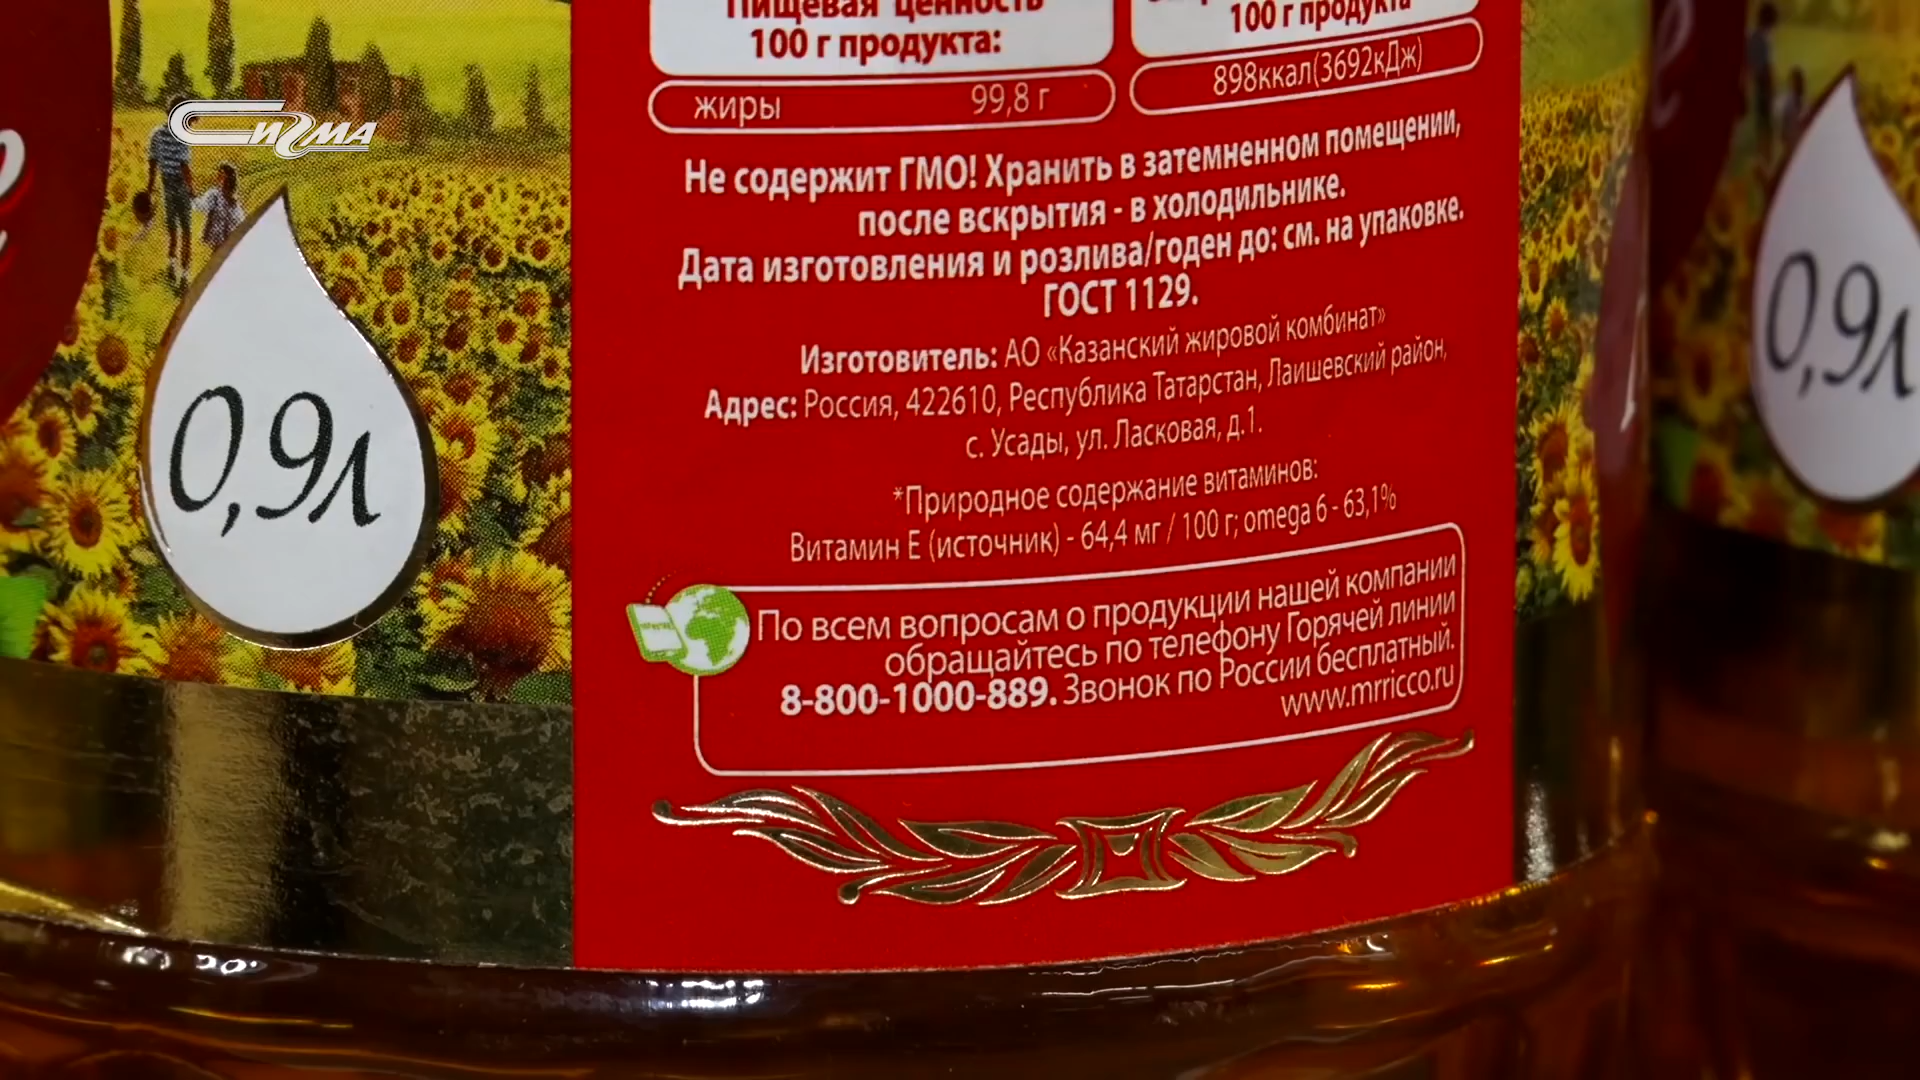 Пищевая ценность
100 г продукта:
100 г продукта
жиры 99,8 г
898ккал(3692кДж)
СИГМА
Не содержит ГМО! Хранить в затемненном помещении,
после вскрытия - в холодильнике.
Дата изготовления и розлива/годен до: см. на упаковке.
ГОСТ 1129.
Изготовитель: АО «Казанский жировой комбинат»
Адрес: Россия, 422610, Республика Татарстан, Лаишевский район,
с. Усады, ул. Ласковая, д.1.
*Природное содержание витаминов:
Витамин Е (источник) - 64,4 мг / 100 г; omega 6 - 63,1%
По всем вопросам о продукции нашей компании
обращайтесь по телефону Горячей линии
8-800-1000-889. Звонок по России бесплатный.
www.mrricco.ru
0,9л
0,9л